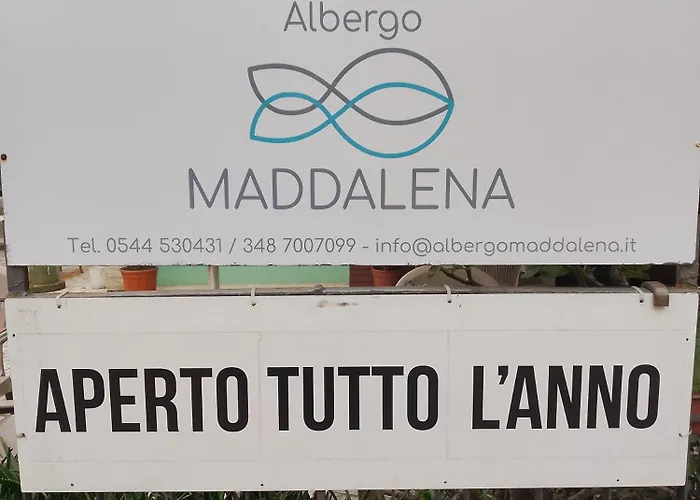 Albergo
MADDALENA
Tel. 0544 530431 / 348 7007099 - info@albergomaddalena.it
APERTO TUTTO L'ANNO